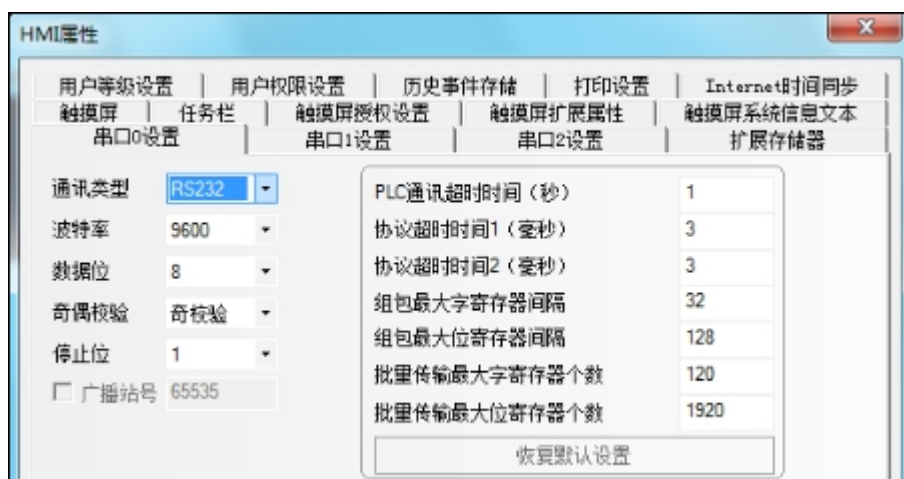 HMI属性
用户等级设置 用户权限设置 历史事件存储 打印设置 Internet时间同步
触摸屏 任务栏 触摸屏授权设置 触摸屏扩展属性 触摸屏系统信息文本
串口0设置 串口1设置 串口2设置 扩展存储器
通讯类型 RS232
波特率 9600
数据位 8
奇偶校验 奇校验
停止位 1
广播站号 65535
PLC通讯超时时间（秒） 1
协议超时时间1（毫秒） 3
协议超时时间2（毫秒） 3
组包最大字寄存器间隔 32
组包最大位寄存器间隔 128
批里传输最大字寄存器个数 120
批里传输最大位寄存器个数 1920
恢复默认设置